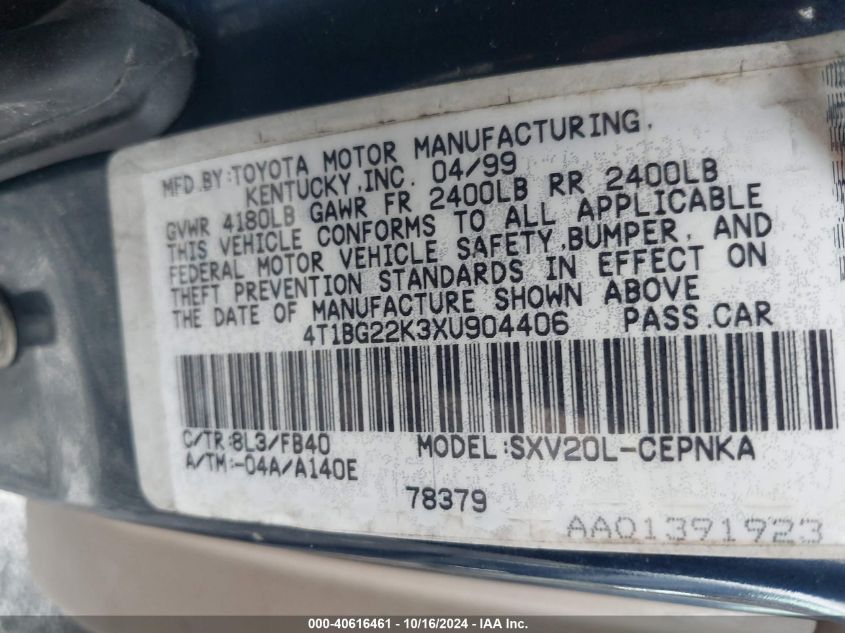 MFD.BY:TOYOTA MOTOR MANUFACTURING,
KENTUCKY,INC. 04/99
GVWR 4180LB GAWR FR 2400LB RR 2400LB
THIS VEHICLE CONFORMS TO ALL APPLICABLE
FEDERAL MOTOR VEHICLE SAFETY,BUMPER, AND
THEFT PREVENTION STANDARDS IN EFFECT ON
THE DATE OF MANUFACTURE SHOWN ABOVE
4T1BG22K3XU904406 PASS.CAR
C/TR:8L3/FB40 MODEL:SXV20L-CEPNKA
A/TM:-04A/A140E
78379
AA01391923
000-40616461 - 10/16/2024 - IAA Inc.